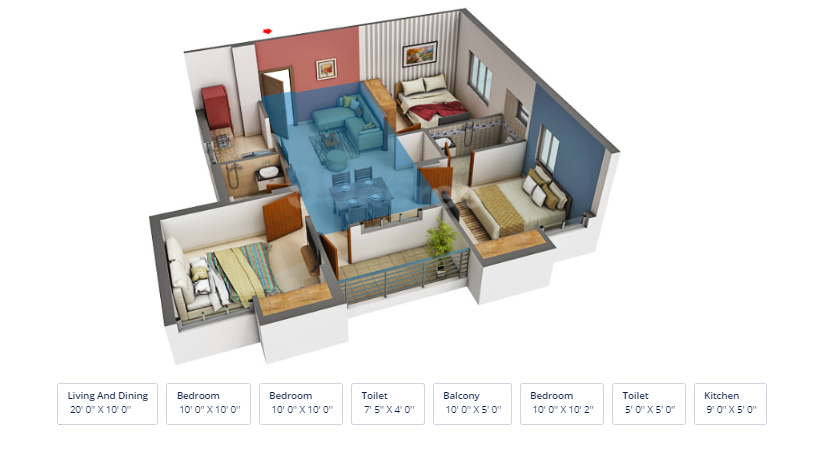 Living And Dining
20' 0" X 10' 0"
Bedroom
10' 0" X 10' 0"
Bedroom
10' 0" X 10' 0"
Toilet
7' 5" X 4' 0"
Balcony
10' 0" X 5' 0"
Bedroom
10' 0" X 10' 2"
Toilet
5' 0" X 5' 0"
Kitchen
9' 0" X 5' 0"